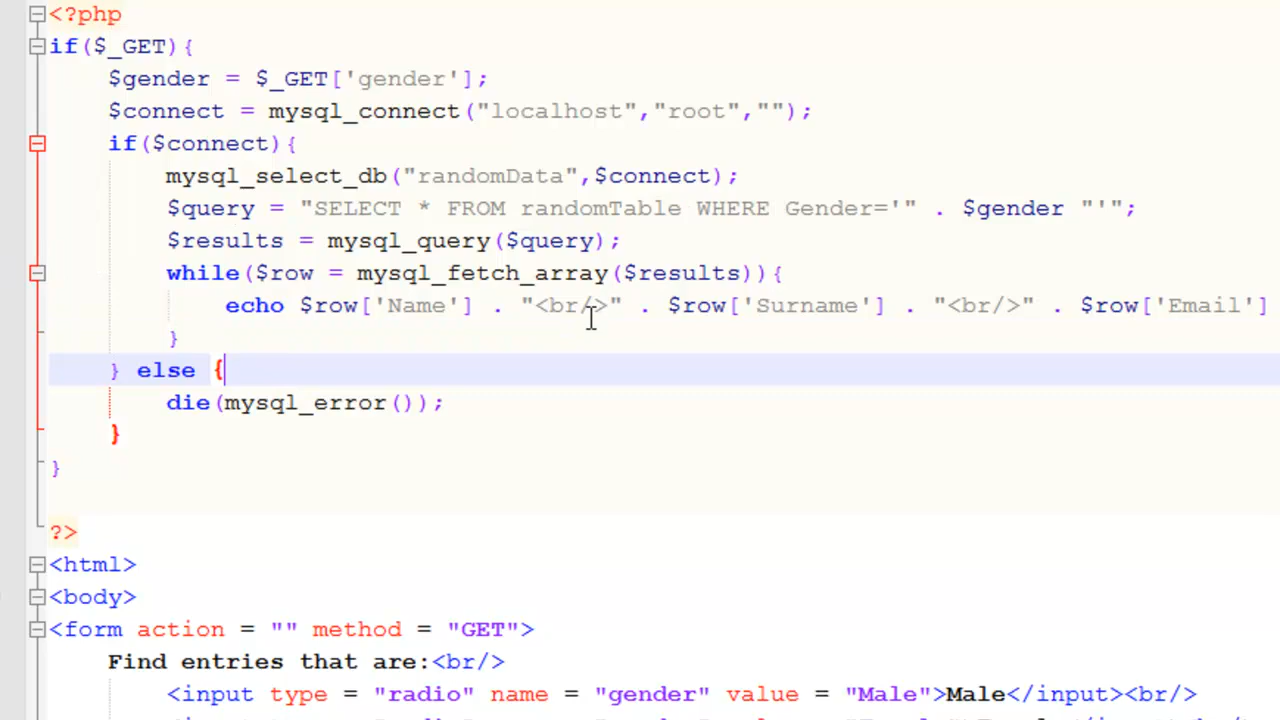 <?php
if($_GET){
$gender = $_GET['gender'];
$connect = mysql_connect("localhost","root","");
if($connect){
mysql_select_db("randomData",$connect);
$query = "SELECT * FROM randomTable WHERE Gender='" . $gender "'";
$results = mysql_query($query);
while($row = mysql_fetch_array($results)){
echo $row['Name'] . "<br/>" . $row['Surname'] . "<br/>" . $row['Email']
}
} else {
die(mysql_error());
}
}
?>
<html>
<body>
<form action = "" method = "GET">
Find entries that are:<br/>
<input type = "radio" name = "gender" value = "Male">Male</input><br/>